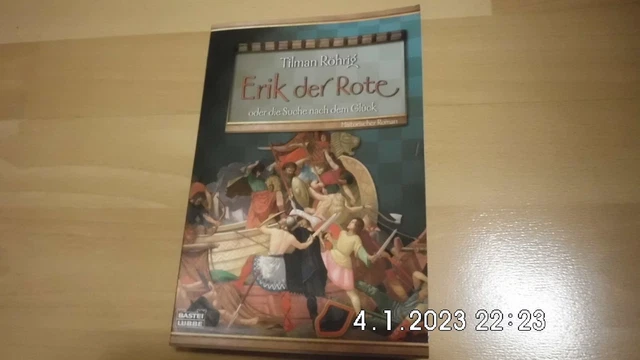 Tilman Röhrig
Erik der Rote
oder die Suche nach dem Glück
Historischer Roman
BASTEI
LÜBBE
4.1.2023 22:23